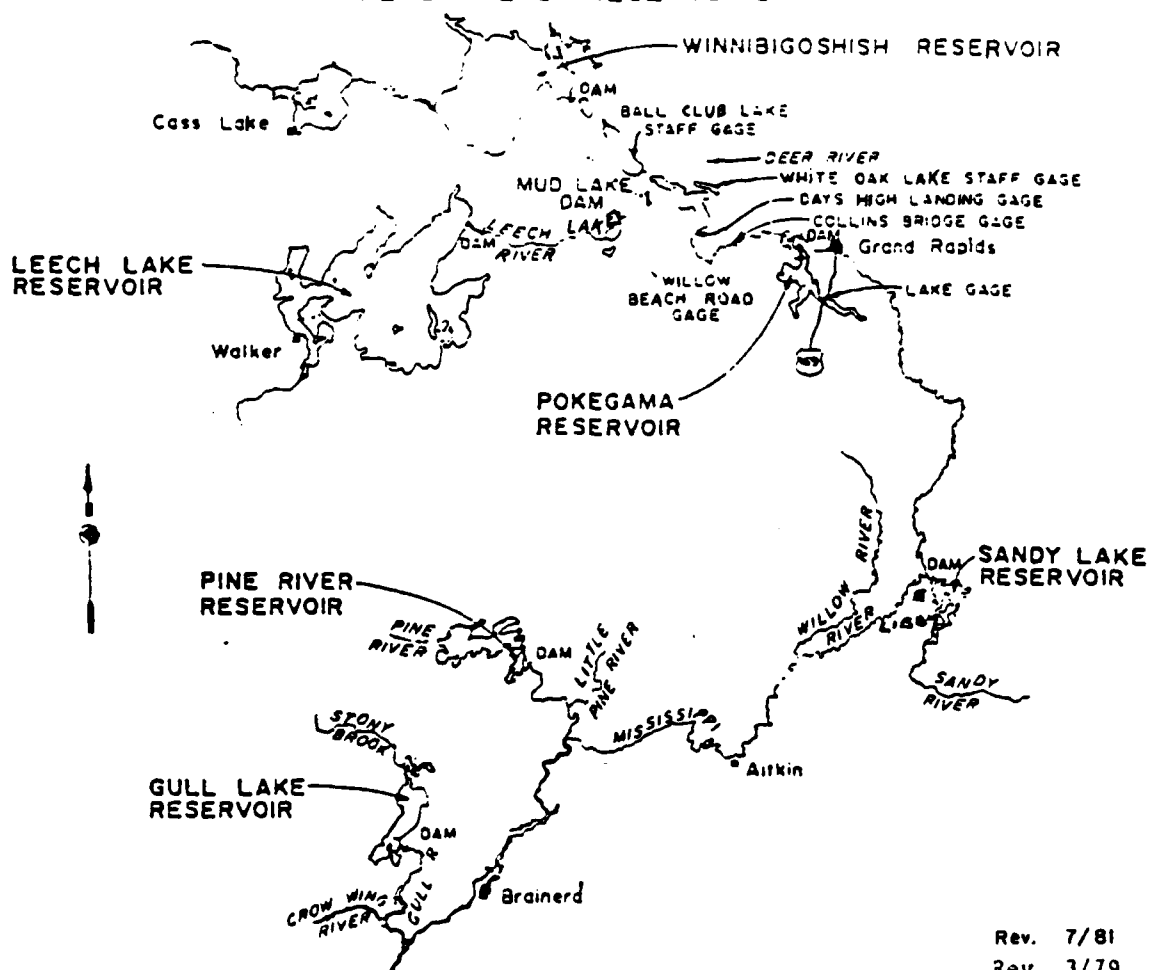 WINNIBIGOSHISH RESERVOIR
DAM
Cass Lake
BALL CLUB LAKE
STAFF GAGE
DEER RIVER
WHITE OAK LAKE STAFF GAGE
MUD LAKE
DAM
DAYS HIGH LANDING GAGE
COLLINS BRIDGE GAGE
LEECH LAKE
RIVER
DAM
DAM
Grand Rapids
LEECH LAKE
RESERVOIR
WILLOW
BEACH ROAD
GAGE
LAKE GAGE
Walker
POKEGAMA
RESERVOIR
WILLOW
RIVER
RIVER
DAM
SANDY LAKE
RESERVOIR
PINE RIVER
RESERVOIR
PINE
RIVER
DAM
LITTLE
PINE
RIVER
SANDY
RIVER
MISSISSIPPI
STONY
BROOK
Aitkin
GULL LAKE
RESERVOIR
DAM
GULL R
Brainerd
CROW WING
RIVER
Rev. 7/81
Rev. 3/79